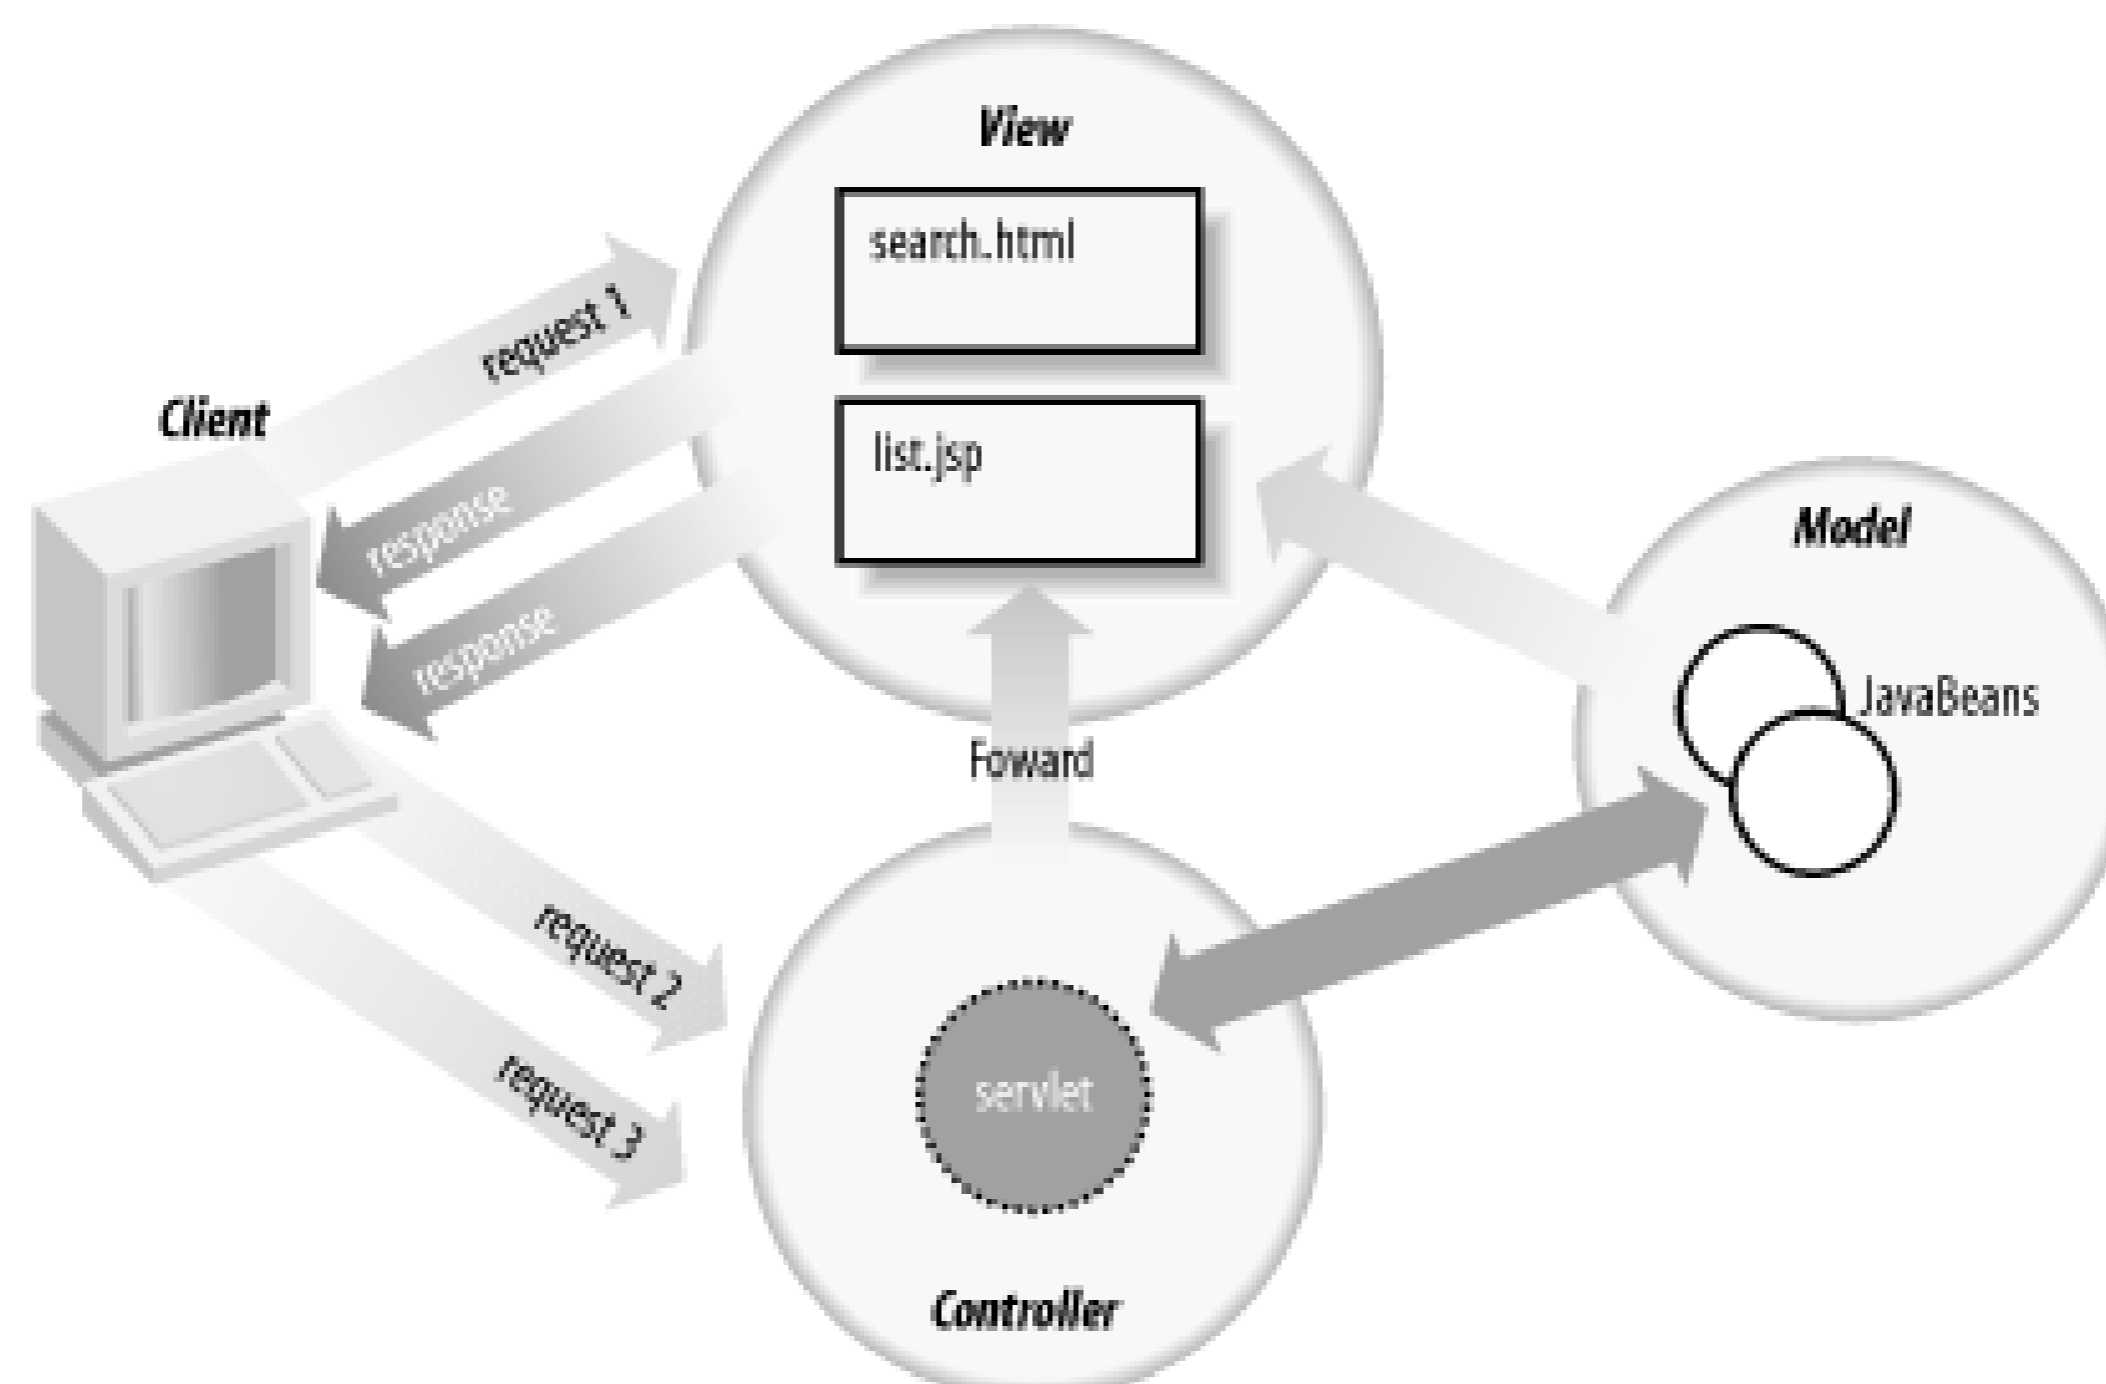 View
search.html
request 1
Client
list.jsp
response
Model
response
JavaBeans
Foward
request 2
request 3
servlet
Controller